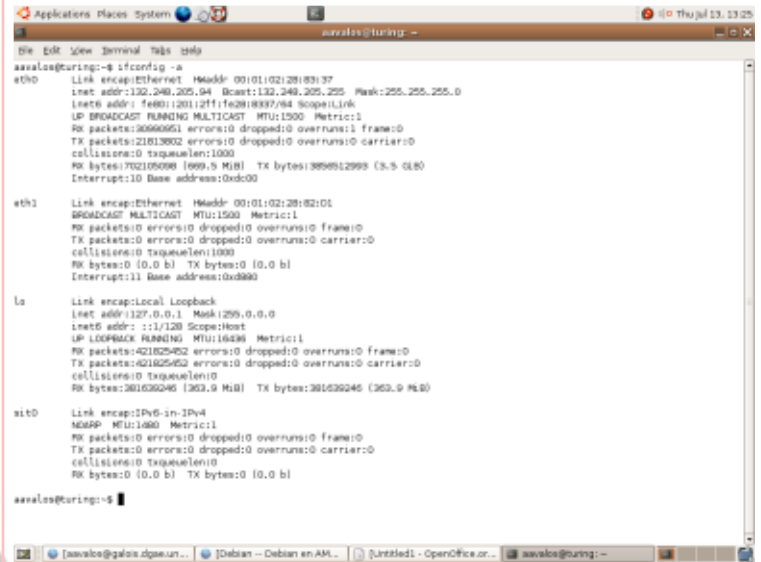 Applications Places System
Thu Jul 13, 13:25
aavalos@turing: ~
File Edit View Terminal Tabs Help
aavalos@turing:~$ ifconfig -a
eth0 Link encap:Ethernet HWaddr 00:01:02:28:83:37
inet addr:132.248.205.94 Bcast:132.248.205.255 Mask:255.255.255.0
inet6 addr: fe80::201:2ff:fe28:8337/64 Scope:Link
UP BROADCAST RUNNING MULTICAST MTU:1500 Metric:1
RX packets:30990951 errors:0 dropped:0 overruns:1 frame:0
TX packets:21813802 errors:0 dropped:0 overruns:0 carrier:0
collisions:0 txqueuelen:1000
RX bytes:702105098 (669.5 MiB) TX bytes:3856512993 (3.5 GiB)
Interrupt:10 Base address:0xdc00
eth1 Link encap:Ethernet HWaddr 00:01:02:28:82:D1
BROADCAST MULTICAST MTU:1500 Metric:1
RX packets:0 errors:0 dropped:0 overruns:0 frame:0
TX packets:0 errors:0 dropped:0 overruns:0 carrier:0
collisions:0 txqueuelen:1000
RX bytes:0 (0.0 b) TX bytes:0 (0.0 b)
Interrupt:11 Base address:0xd880
lo Link encap:Local Loopback
inet addr:127.0.0.1 Mask:255.0.0.0
inet6 addr: ::1/128 Scope:Host
UP LOOPBACK RUNNING MTU:16436 Metric:1
RX packets:421825452 errors:0 dropped:0 overruns:0 frame:0
TX packets:421825452 errors:0 dropped:0 overruns:0 carrier:0
collisions:0 txqueuelen:0
RX bytes:381639246 (363.9 MiB) TX bytes:381639246 (363.9 MiB)
sit0 Link encap:IPv6-in-IPv4
NOARP MTU:1480 Metric:1
RX packets:0 errors:0 dropped:0 overruns:0 frame:0
TX packets:0 errors:0 dropped:0 overruns:0 carrier:0
collisions:0 txqueuelen:0
RX bytes:0 (0.0 b) TX bytes:0 (0.0 b)
aavalos@turing:~$
[aavalos@galois.dgae.un... [Debian -- Debian en AM... [Untitled1 - OpenOffice.or... aavalos@turing: ~